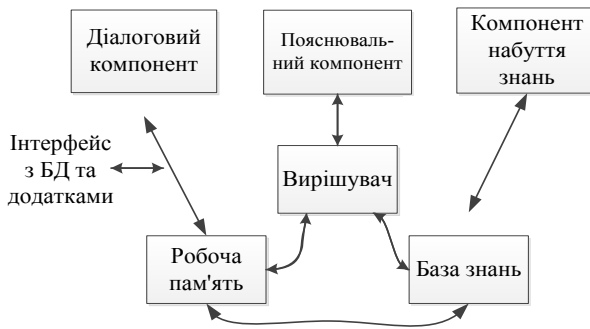 Діалоговий
компонент
Пояснюваль-
ний компонент
Компонент
набуття
знань
Інтерфейс
з БД та
додатками
Вирішувач
Робоча
пам'ять
База знань